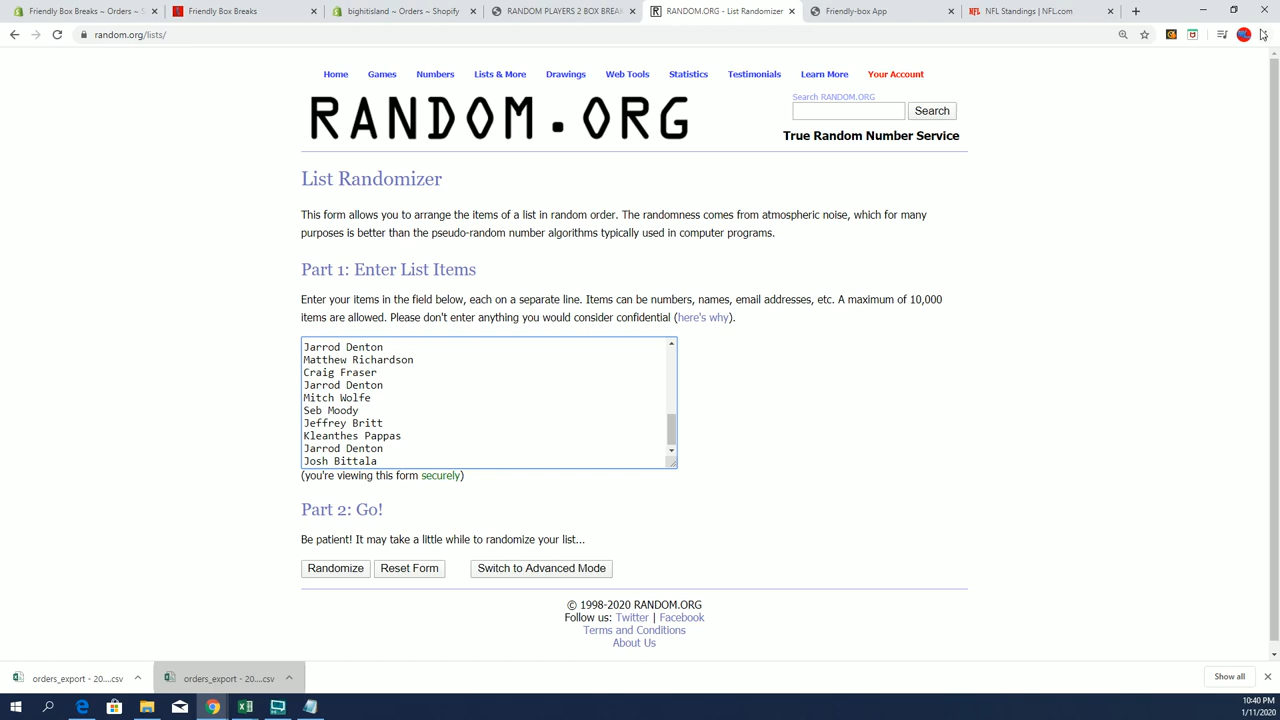 Friendly Box Breaks ~ Orders ~
Friendly Box Breaks
bighitisland ~ Orders ~ Shopify
RANDOM PLAYERS 2 BOX BREAK
RANDOM.ORG - List Randomizer
Friendly-box App
NFL Standings | NFL.com
random.org/lists/
Home
Games
Numbers
Lists & More
Drawings
Web Tools
Statistics
Testimonials
Learn More
Your Account
RANDOM.ORG
Search RANDOM.ORG
Search
True Random Number Service
List Randomizer
This form allows you to arrange the items of a list in random order. The randomness comes from atmospheric noise, which for many
purposes is better than the pseudo-random number algorithms typically used in computer programs.
Part 1: Enter List Items
Enter your items in the field below, each on a separate line. Items can be numbers, names, email addresses, etc. A maximum of 10,000
items are allowed. Please don't enter anything you would consider confidential (here's why).
Jarrod Denton
Matthew Richardson
Craig Fraser
Jarrod Denton
Mitch Wolfe
Seb Moody
Jeffrey Britt
Kleanthes Pappas
Jarrod Denton
Josh Bittala
(you're viewing this form securely)
Part 2: Go!
Be patient! It may take a little while to randomize your list...
Randomize
Reset Form
Switch to Advanced Mode
© 1998-2020 RANDOM.ORG
Follow us: Twitter | Facebook
Terms and Conditions
About Us
orders_export - 20....csv
orders_export - 20....csv
Show all
10:40 PM
1/11/2020